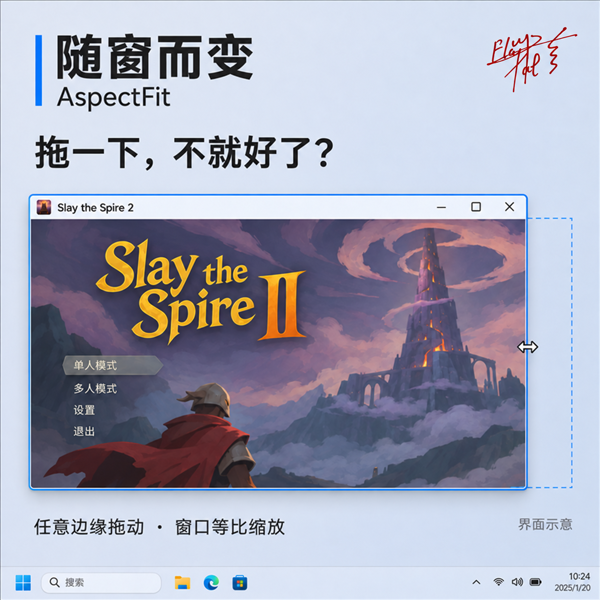 随窗而变
AspectFit
拖一下，不就好了？
Slay the Spire 2
Slay the
Spire II
单人模式
多人模式
设置
退出
任意边缘拖动 · 窗口等比缩放
界面示意
搜索
10:24
2025/1/20